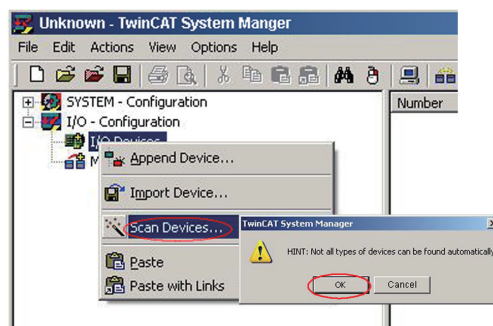 Unknown - TwinCAT System Manger
File Edit Actions View Options Help
SYSTEM - Configuration
I/O - Configuration
I/O Devices
M
Number
Append Device...
Import Device...
Scan Devices...
Paste
Paste with Links
TwinCAT System Manager
HINT: Not all types of devices can be found automatically
OK Cancel